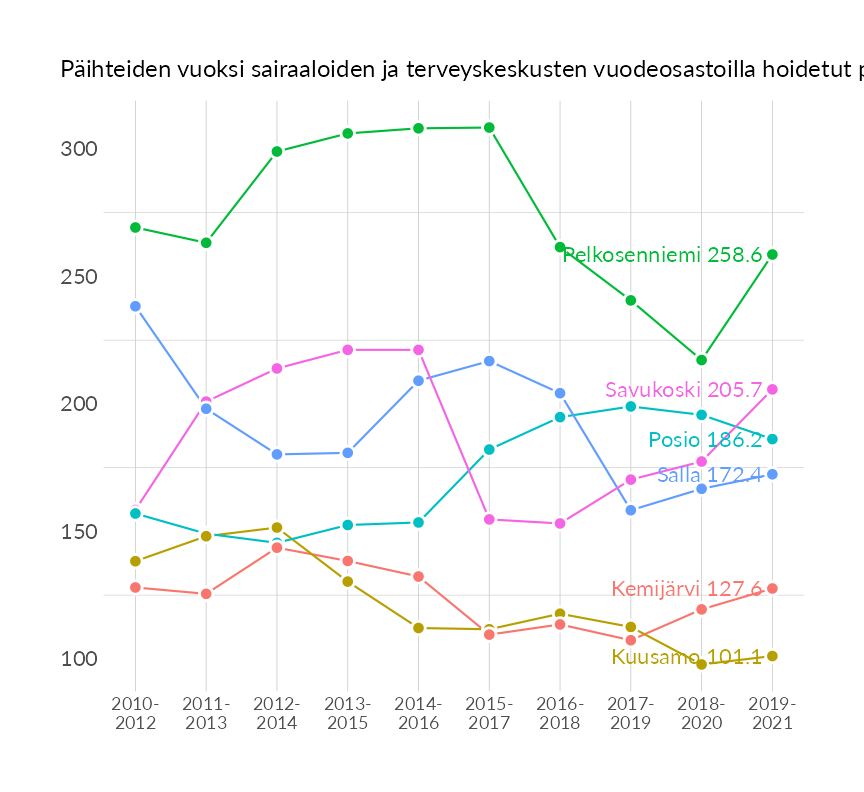 Päihteiden vuoksi sairaaloiden ja terveyskeskusten vuodeosastoilla hoidetut
300
250
Pelkosenniemi 258.6
200
Savukoski 205.7
Posio 186.2
Salla 172.4
150
Kemijärvi 127.6
100
Kuusamo 101.1
2010- 2011- 2012- 2013- 2014- 2015- 2016- 2017- 2018- 2019-
2012 2013 2014 2015 2016 2017 2018 2019 2020 2021